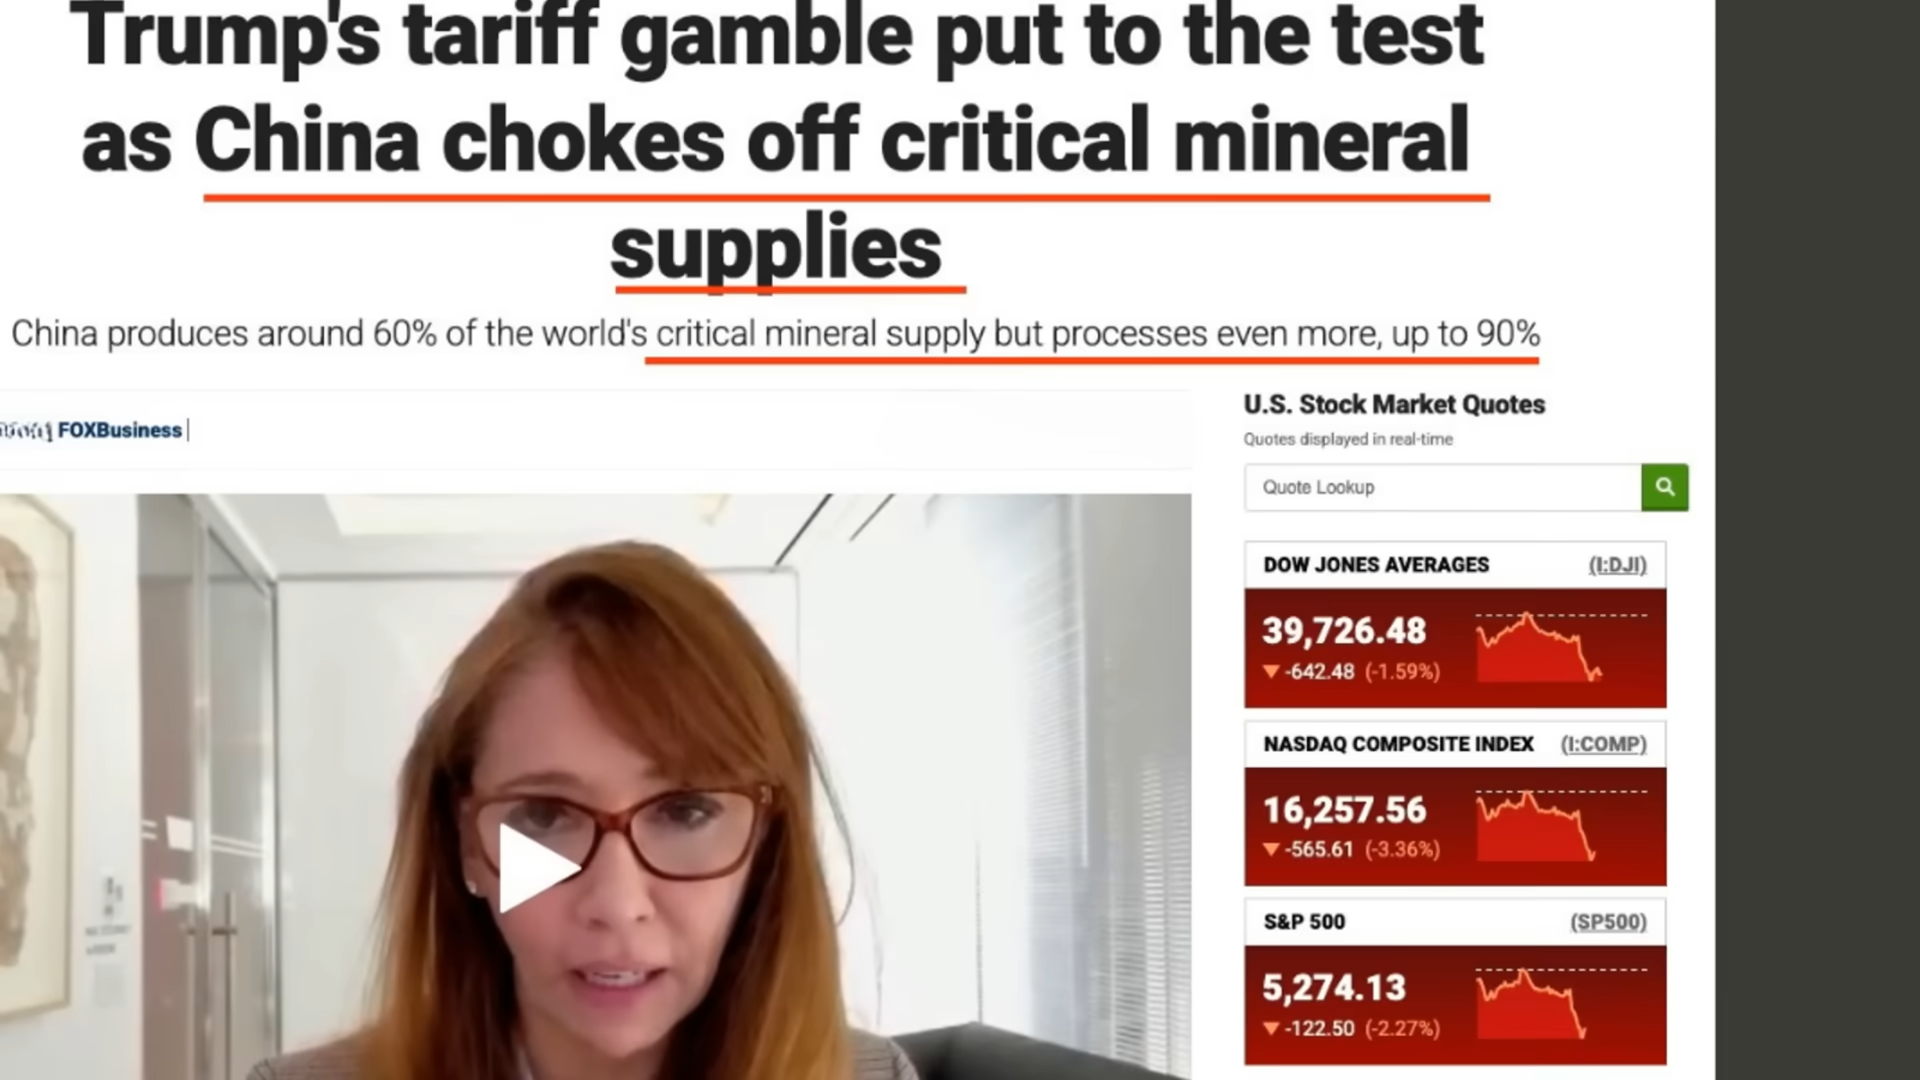 Trump's tariff gamble put to the test
as China chokes off critical mineral
supplies
China produces around 60% of the world's critical mineral supply but processes even more, up to 90%
FOXBusiness
U.S. Stock Market Quotes
Quotes displayed in real-time
Quote Lookup
DOW JONES AVERAGES (I:DJI)
39,726.48
-642.48 (-1.59%)
NASDAQ COMPOSITE INDEX (I:COMP)
16,257.56
-565.61 (-3.36%)
S&P 500 (SP500)
5,274.13
-122.50 (-2.27%)